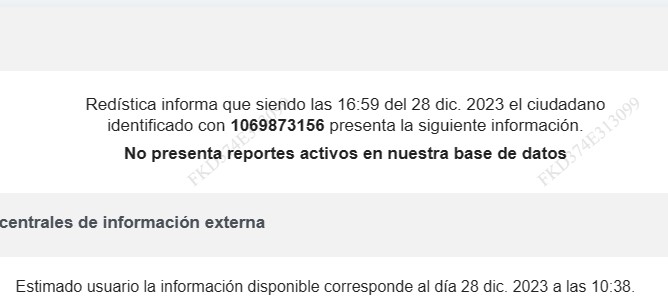 Redística informa que siendo las 16:59 del 28 dic. 2023 el ciudadano
identificado con 1069873156 presenta la siguiente información.
No presenta reportes activos en nuestra base de datos
FKD374E313099
centrales de información externa
Estimado usuario la información disponible corresponde al día 28 dic. 2023 a las 10:38.